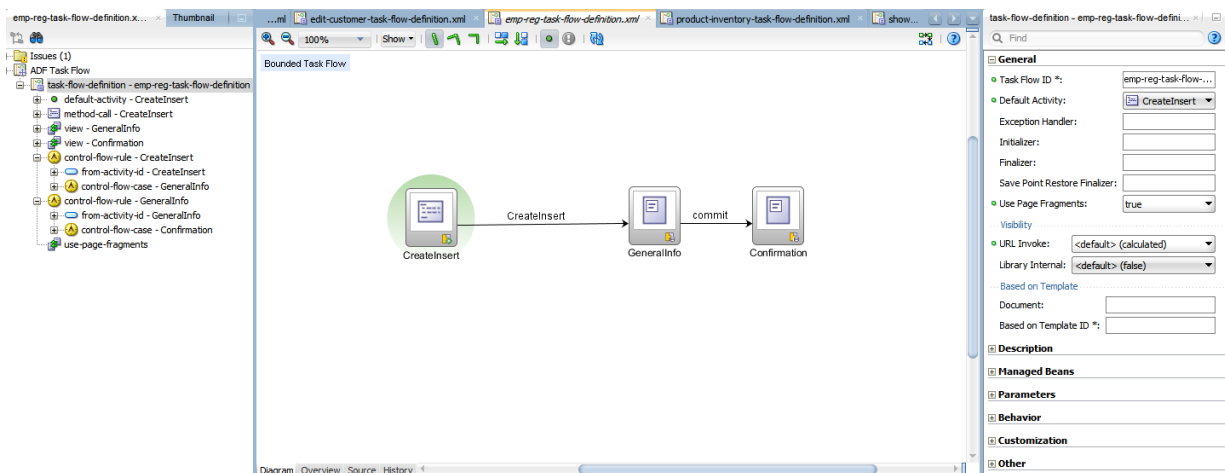 emp-reg-task-flow-definition.x...
Thumbnail
Issues (1)
ADF Task Flow
task-flow-definition - emp-reg-task-flow-definition
default-activity - CreateInsert
method-call - CreateInsert
view - GeneralInfo
view - Confirmation
control-flow-rule - CreateInsert
from-activity-id - CreateInsert
control-flow-case - GeneralInfo
control-flow-rule - GeneralInfo
from-activity-id - GeneralInfo
control-flow-case - Confirmation
use-page-fragments
...ml
edit-customer-task-flow-definition.xml
emp-reg-task-flow-definition.xml
product-inventory-task-flow-definition.xml
show...
100%
Show
Bounded Task Flow
CreateInsert
commit
CreateInsert
GeneralInfo
Confirmation
Diagram Overview Source History
task-flow-definition - emp-reg-task-flow-defini...
Find
General
Task Flow ID *: emp-reg-task-flow-...
Default Activity: CreateInsert
Exception Handler:
Initializer:
Finalizer:
Save Point Restore Finalizer:
Use Page Fragments: true
Visibility
URL Invoke: <default> (calculated)
Library Internal: <default> (false)
Based on Template
Document:
Based on Template ID *:
Description
Managed Beans
Parameters
Behavior
Customization
Other